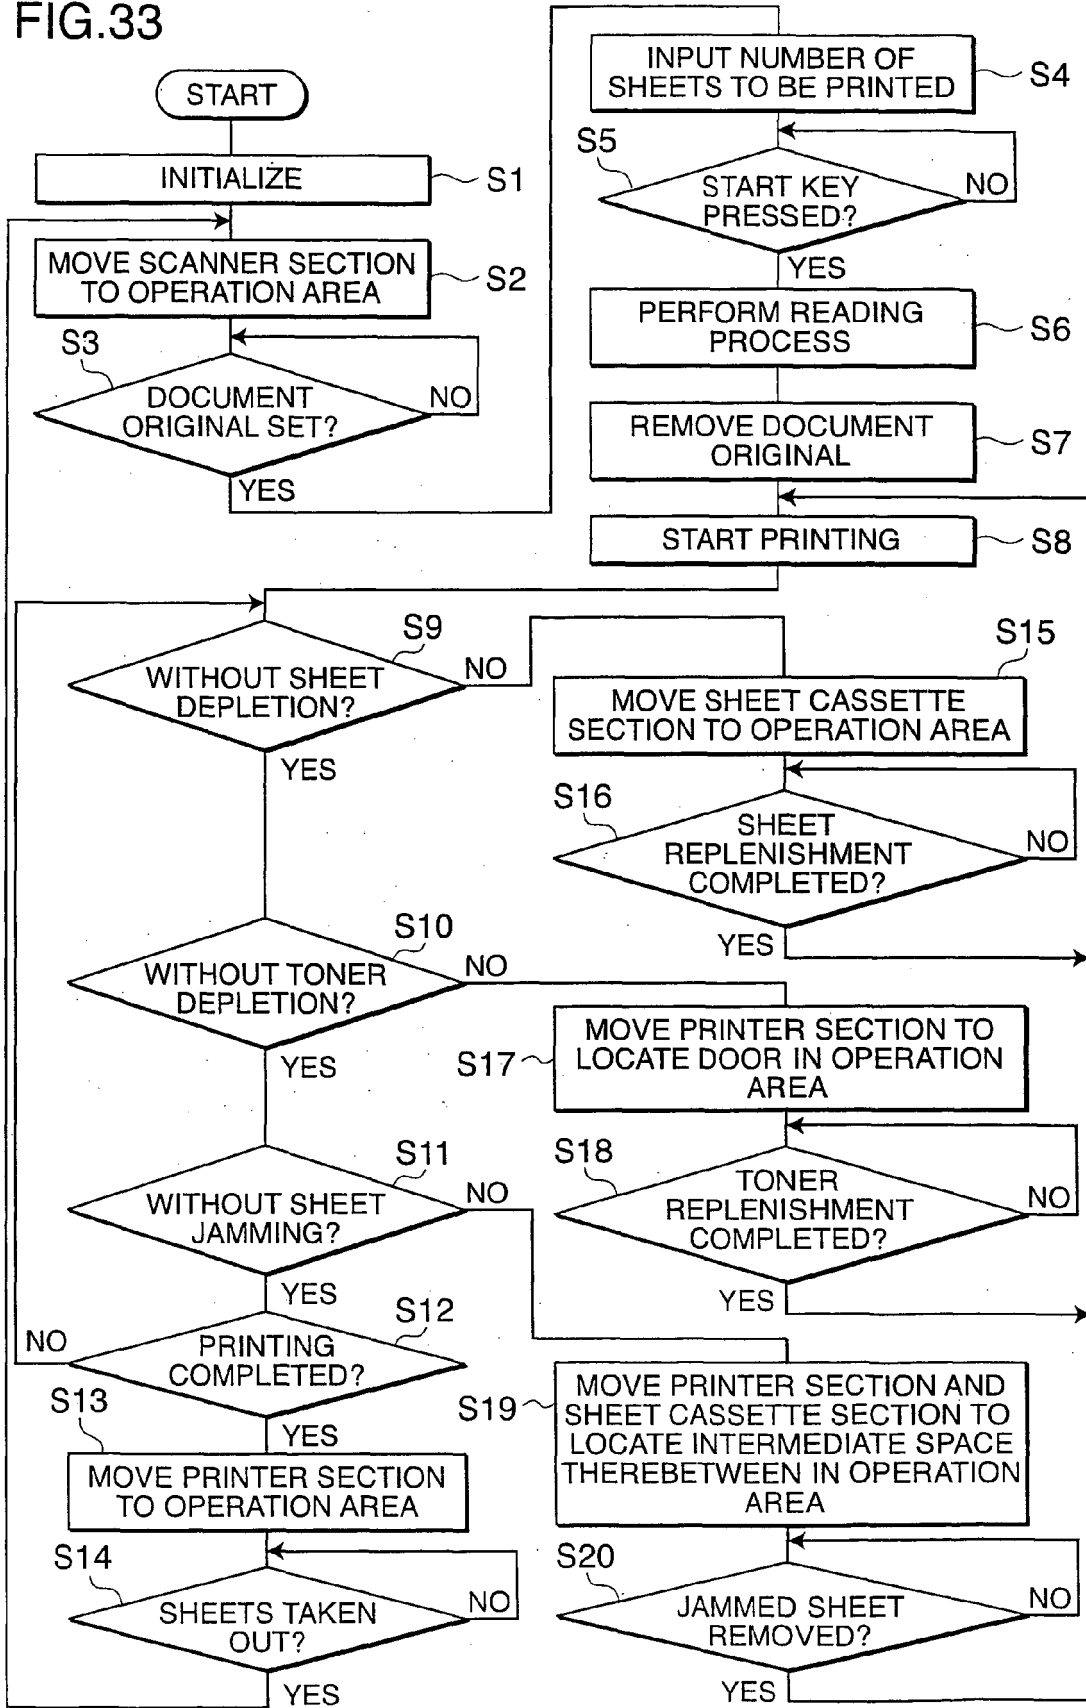 FIG.33
START
INITIALIZE
S1
MOVE SCANNER SECTION
TO OPERATION AREA
S2
S3
DOCUMENT
ORIGINAL SET?
NO
YES
INPUT NUMBER OF
SHEETS TO BE PRINTED
S4
S5
START KEY
PRESSED?
NO
YES
PERFORM READING
PROCESS
S6
REMOVE DOCUMENT
ORIGINAL
S7
START PRINTING
S8
S9
WITHOUT SHEET
DEPLETION?
NO
YES
S15
MOVE SHEET CASSETTE
SECTION TO OPERATION AREA
S16
SHEET
REPLENISHMENT
COMPLETED?
NO
YES
S10
WITHOUT TONER
DEPLETION?
NO
YES
S17
MOVE PRINTER SECTION TO
LOCATE DOOR IN OPERATION
AREA
S18
TONER
REPLENISHMENT
COMPLETED?
NO
YES
S11
WITHOUT SHEET
JAMMING?
NO
YES
S12
PRINTING
COMPLETED?
NO
YES
S13
MOVE PRINTER SECTION
TO OPERATION AREA
S14
SHEETS TAKEN
OUT?
NO
YES
S19
MOVE PRINTER SECTION AND
SHEET CASSETTE SECTION TO
LOCATE INTERMEDIATE SPACE
THEREBETWEEN IN OPERATION
AREA
S20
JAMMED SHEET
REMOVED?
NO
YES